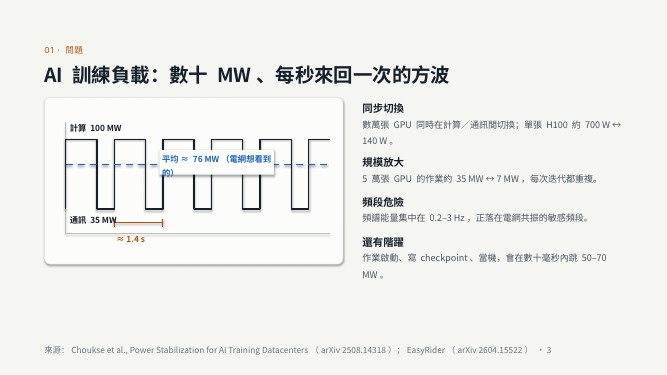 01 · 問題
AI 訓練負載：數十 MW 、每秒來回一次的方波
計算 100 MW
平均 ≈ 76 MW （電網想看到
的）
通訊 35 MW
≈ 1.4 s
同步切換
數萬張 GPU 同時在計算／通訊間切換；單張 H100 約 700 W ↔
140 W 。
規模放大
5 萬張 GPU 的作業約 35 MW ↔ 7 MW ，每次迭代都重複。
頻段危險
頻譜能量集中在 0.2–3 Hz ，正落在電網共振的敏感頻段。
還有階躍
作業啟動、寫 checkpoint 、當機，會在數十毫秒內跳 50–70
MW 。
來源： Choukse et al., Power Stabilization for AI Training Datacenters （ arXiv 2508.14318 ）； EasyRider （ arXiv 2604.15522 ） · 3